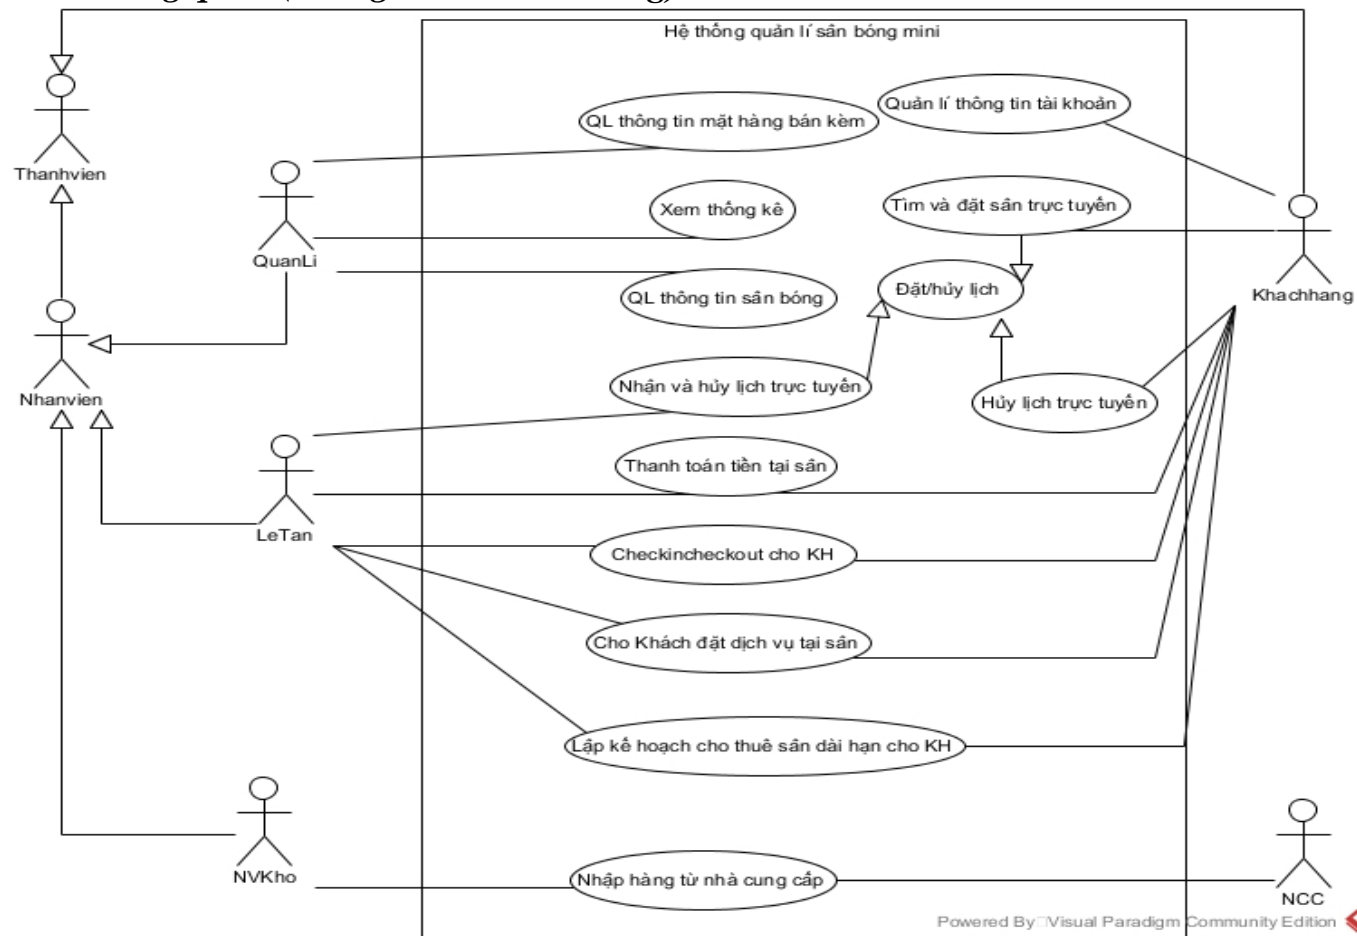 Hệ thống quản lí sân bóng mini
Quản lí thông tin tài khoản
QL thông tin mặt hàng bán kèm
Thanhvien
Xem thống kê
Tìm và đặt sân trực tuyến
QuanLi
Đặt/hủy lịch
Khachhang
QL thông tin sân bóng
Nhận và hủy lịch trực tuyến
Nhanvien
Hủy lịch trực tuyến
Thanh toán tiền tại sân
LeTan
Checkincheckout cho KH
Cho Khách đặt dịch vụ tại sân
Lập kế hoạch cho thuê sân dài hạn cho KH
NVKho
Nhập hàng từ nhà cung cấp
NCC
Powered By Visual Paradigm Community Edition